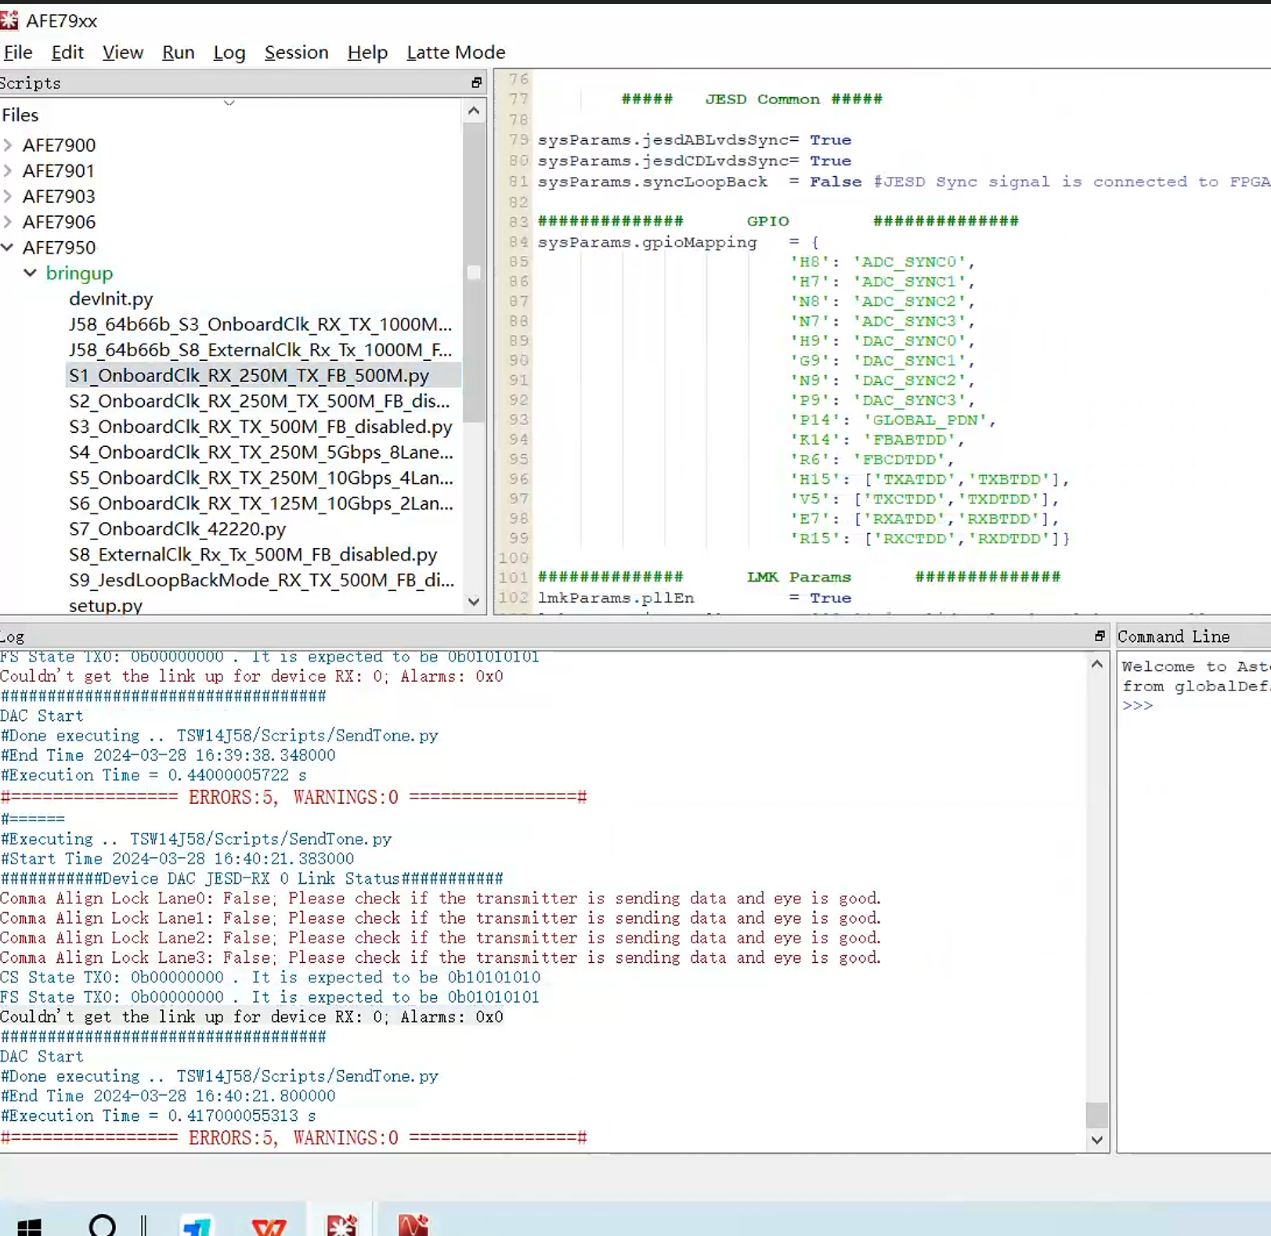 AFE79xx
File Edit View Run Log Session Help Latte Mode
Scripts
Files
AFE7900
AFE7901
AFE7903
AFE7906
AFE7950
bringup
devInit.py
J58_64b66b_S3_OnboardClk_RX_TX_1000M...
J58_64b66b_S8_ExternalClk_Rx_Tx_1000M_F...
S1_OnboardClk_RX_250M_TX_FB_500M.py
S2_OnboardClk_RX_250M_TX_500M_FB_dis...
S3_OnboardClk_RX_TX_500M_FB_disabled.py
S4_OnboardClk_RX_TX_250M_5Gbps_8Lane...
S5_OnboardClk_RX_TX_250M_10Gbps_4Lan...
S6_OnboardClk_RX_TX_125M_10Gbps_2Lan...
S7_OnboardClk_42220.py
S8_ExternalClk_Rx_Tx_500M_FB_disabled.py
S9_JesdLoopBackMode_RX_TX_500M_FB_di...
setup.py
76
77 ##### JESD Common #####
78
79 sysParams.jesdABLvdsSync= True
80 sysParams.jesdCDLvdsSync= True
81 sysParams.syncLoopBack = False #JESD Sync signal is connected to FPGA
82
83 ############## GPIO ##############
84 sysParams.gpioMapping = {
85 'H8': 'ADC_SYNC0',
86 'H7': 'ADC_SYNC1',
87 'N8': 'ADC_SYNC2',
88 'N7': 'ADC_SYNC3',
89 'H9': 'DAC_SYNC0',
90 'G9': 'DAC_SYNC1',
91 'N9': 'DAC_SYNC2',
92 'P9': 'DAC_SYNC3',
93 'P14': 'GLOBAL_PDN',
94 'K14': 'FBABTDD',
95 'R6': 'FBCDTDD',
96 'H15': ['TXATDD','TXBTDD'],
97 'V5': ['TXCTDD','TXDTDD'],
98 'E7': ['RXATDD','RXBTDD'],
99 'R15': ['RXCTDD','RXDTDD']}
100
101 ############## LMK Params ##############
102 lmkParams.pllEn = True
Log
FS State TX0: 0b00000000 . It is expected to be 0b01010101
Couldn't get the link up for device RX: 0; Alarms: 0x0
###################################
DAC Start
#Done executing .. TSW14J58/Scripts/SendTone.py
#End Time 2024-03-28 16:39:38.348000
#Execution Time = 0.44000005722 s
#================ ERRORS:5, WARNINGS:0 ================#
#======
#Executing .. TSW14J58/Scripts/SendTone.py
#Start Time 2024-03-28 16:40:21.383000
###########Device DAC JESD-RX 0 Link Status###########
Comma Align Lock Lane0: False; Please check if the transmitter is sending data and eye is good.
Comma Align Lock Lane1: False; Please check if the transmitter is sending data and eye is good.
Comma Align Lock Lane2: False; Please check if the transmitter is sending data and eye is good.
Comma Align Lock Lane3: False; Please check if the transmitter is sending data and eye is good.
CS State TX0: 0b00000000 . It is expected to be 0b10101010
FS State TX0: 0b00000000 . It is expected to be 0b01010101
Couldn't get the link up for device RX: 0; Alarms: 0x0
###################################
DAC Start
#Done executing .. TSW14J58/Scripts/SendTone.py
#End Time 2024-03-28 16:40:21.800000
#Execution Time = 0.417000055313 s
#================ ERRORS:5, WARNINGS:0 ================#
Command Line
Welcome to Ast
from globalDef
>>>